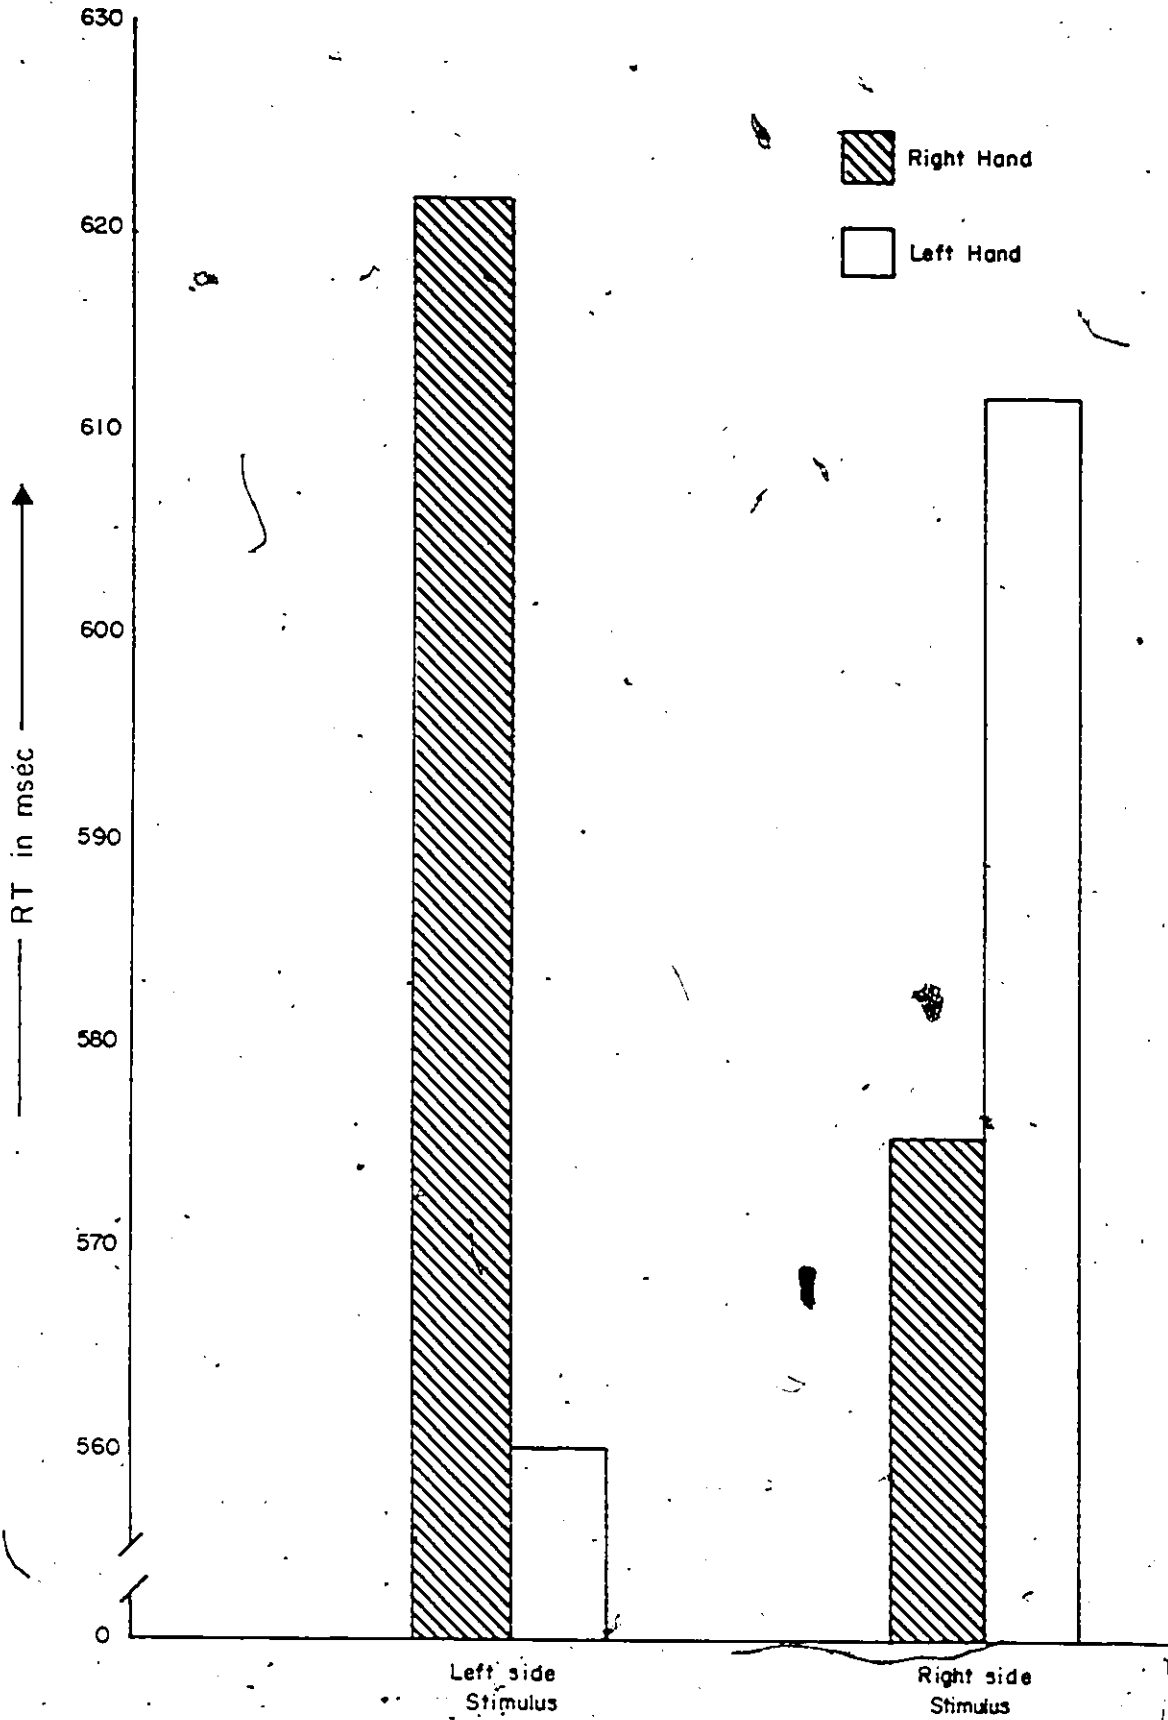 630
Right Hand
620
Left Hand
610
600
RT in msec
590
580
570
560
0
Left side
Stimulus
Right side
Stimulus